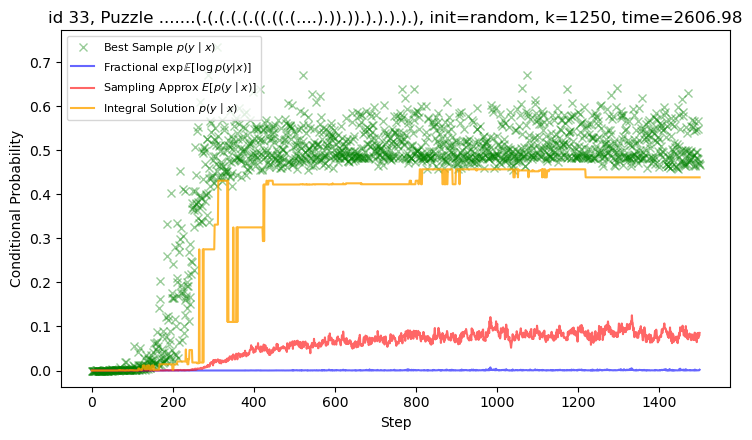 id 33, Puzzle .......(.(.(.(.(.((.((.(....).)).)).).).).).).), init=random, k=1250, time=2606.98
Best Sample p(y | x)
Fractional exp𝔼[log p(y|x)]
Sampling Approx E[p(y | x)]
Integral Solution p(y | x)
Conditional Probability
0.7
0.6
0.5
0.4
0.3
0.2
0.1
0.0
0 200 400 600 800 1000 1200 1400
Step